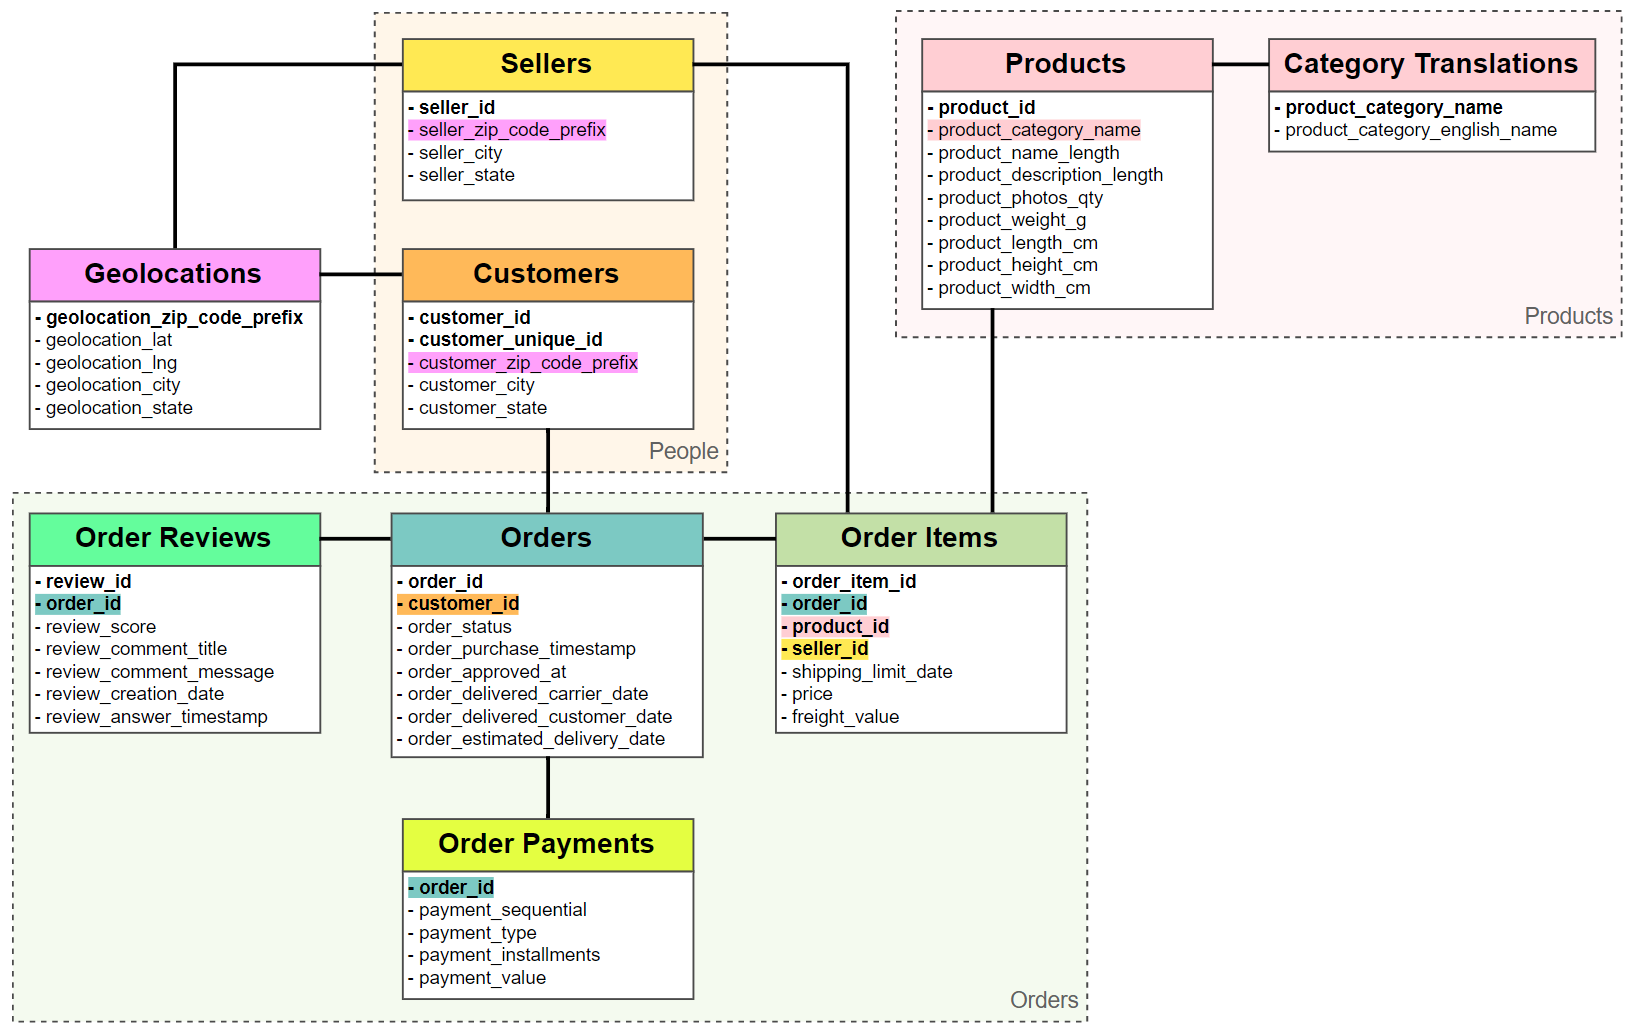 Sellers
- seller_id
- seller_zip_code_prefix
- seller_city
- seller_state
Products
- product_id
- product_category_name
- product_name_length
- product_description_length
- product_photos_qty
- product_weight_g
- product_length_cm
- product_height_cm
- product_width_cm
Category Translations
- product_category_name
- product_category_english_name
Products
Geolocations
- geolocation_zip_code_prefix
- geolocation_lat
- geolocation_lng
- geolocation_city
- geolocation_state
Customers
- customer_id
- customer_unique_id
- customer_zip_code_prefix
- customer_city
- customer_state
People
Order Reviews
- review_id
- order_id
- review_score
- review_comment_title
- review_comment_message
- review_creation_date
- review_answer_timestamp
Orders
- order_id
- customer_id
- order_status
- order_purchase_timestamp
- order_approved_at
- order_delivered_carrier_date
- order_delivered_customer_date
- order_estimated_delivery_date
Order Items
- order_item_id
- order_id
- product_id
- seller_id
- shipping_limit_date
- price
- freight_value
Order Payments
- order_id
- payment_sequential
- payment_type
- payment_installments
- payment_value
Orders